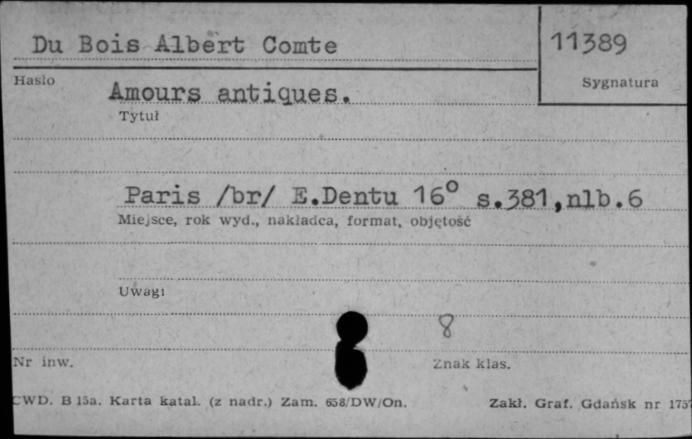 Du Bois Albert Comte
11389
Hasło
Sygnatura
Amours antiques.
Tytuł
Paris /br/ E.Dentu 16° s.381,nlb.6
Miejsce, rok wyd., nakładca, format, objętość
Uwagi
8
Nr inw.
Znak klas.
CWD. B 15a. Karta katal. (z nadr.) Zam. 658/DW/On.
Zakł. Graf. Gdańsk nr